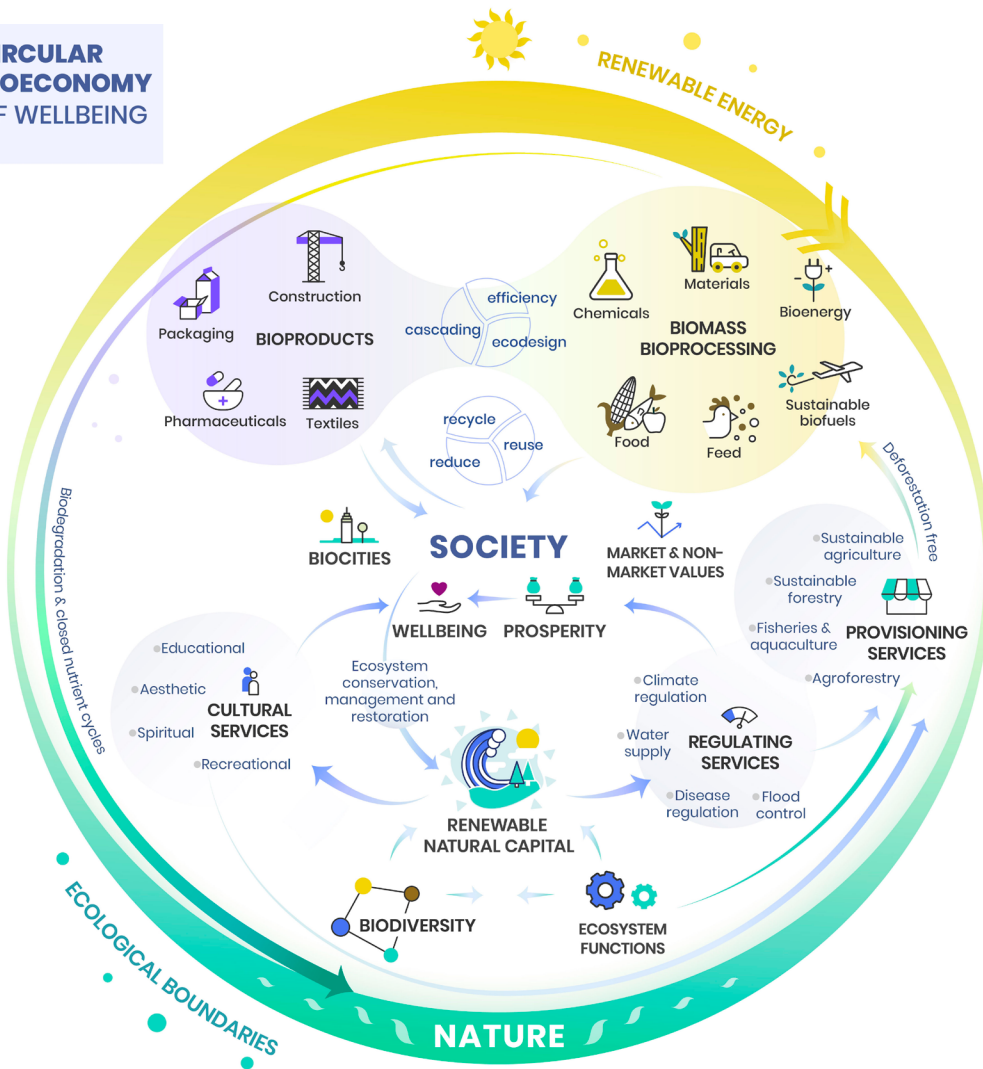 RCULAR
OECONOMY
F WELLBEING
RENEWABLE ENERGY
Construction
Packaging
BIOPRODUCTS
Pharmaceuticals
Textiles
efficiency
cascading
ecodesign
recycle
reuse
reduce
Chemicals
Materials
Bioenergy
BIOMASS
BIOPROCESSING
Sustainable
biofuels
Food
Feed
Deforestation free
Biodegradation & closed nutrient cycles
BIOCITIES
SOCIETY
MARKET & NON-
MARKET VALUES
WELLBEING
PROSPERITY
Sustainable
agriculture
Sustainable
forestry
Fisheries &
aquaculture
PROVISIONING
SERVICES
Agroforestry
Educational
Aesthetic
CULTURAL
SERVICES
Spiritual
Recreational
Ecosystem
conservation,
management and
restoration
Climate
regulation
Water
supply
REGULATING
SERVICES
Disease
regulation
Flood
control
RENEWABLE
NATURAL CAPITAL
BIODIVERSITY
ECOSYSTEM
FUNCTIONS
ECOLOGICAL BOUNDARIES
NATURE